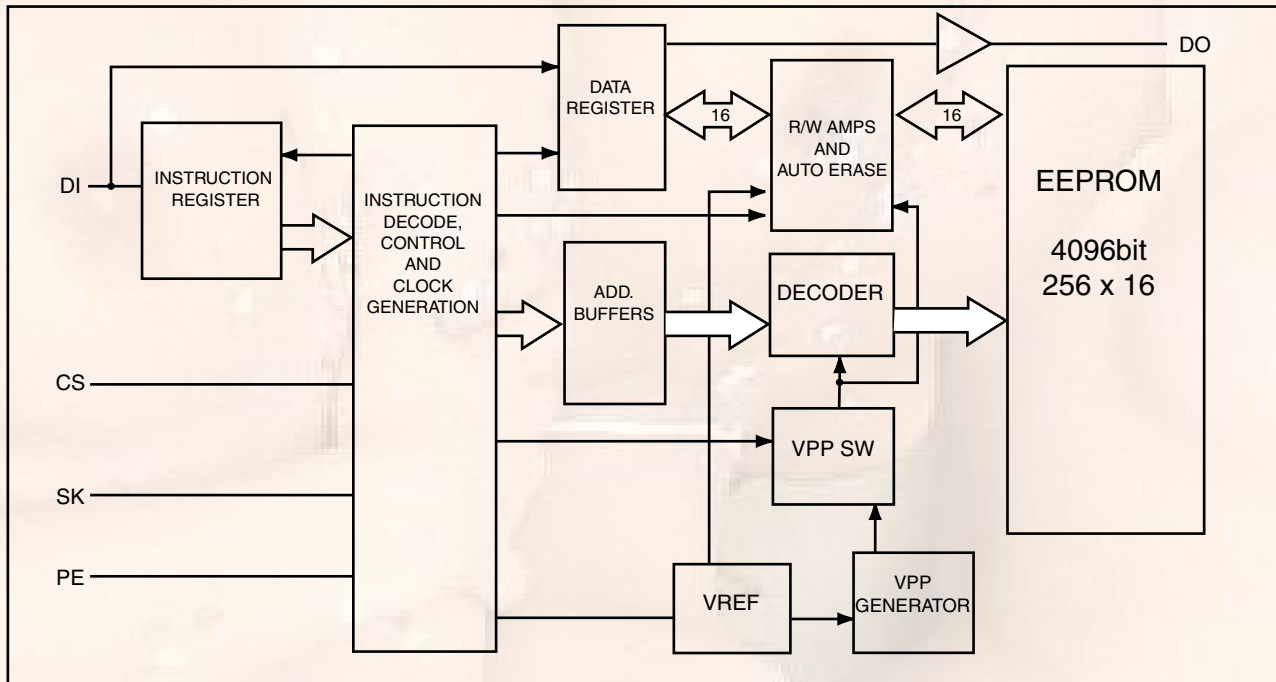 DO
DATA
REGISTER
16
R/W AMPS
AND
AUTO ERASE
16
DI
INSTRUCTION
REGISTER
INSTRUCTION
DECODE,
CONTROL
AND
CLOCK
GENERATION
ADD.
BUFFERS
DECODER
EEPROM
4096bit
256 x 16
CS
VPP SW
SK
PE
VREF
VPP
GENERATOR